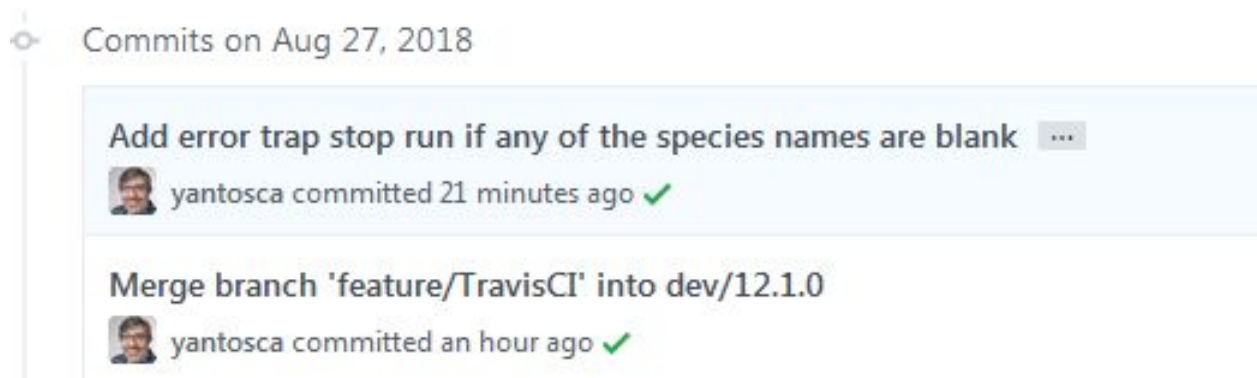 Commits on Aug 27, 2018
Add error trap stop run if any of the species names are blank ...
yantosca committed 21 minutes ago
Merge branch 'feature/TravisCI' into dev/12.1.0
yantosca committed an hour ago